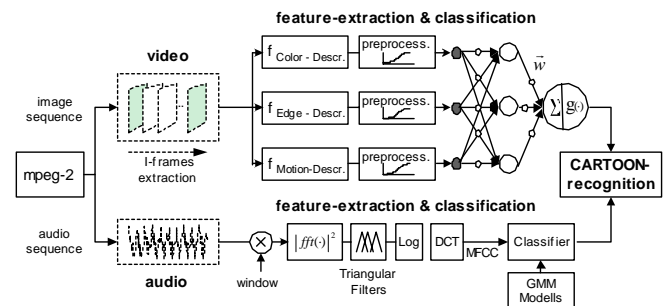 feature-extraction & classification
video
f Color - Descr.
preprocess.
image
sequence
f Edge - Descr.
preprocess.
w
∑ g(·)
I-frames
extraction
f Motion-Descr.
preprocess.
mpeg-2
CARTOON-
recognition
feature-extraction & classification
audio
sequence
|fft(·)|²
Log
DCT
MFCC
Classifier
audio
window
Triangular
Filters
GMM
Modells